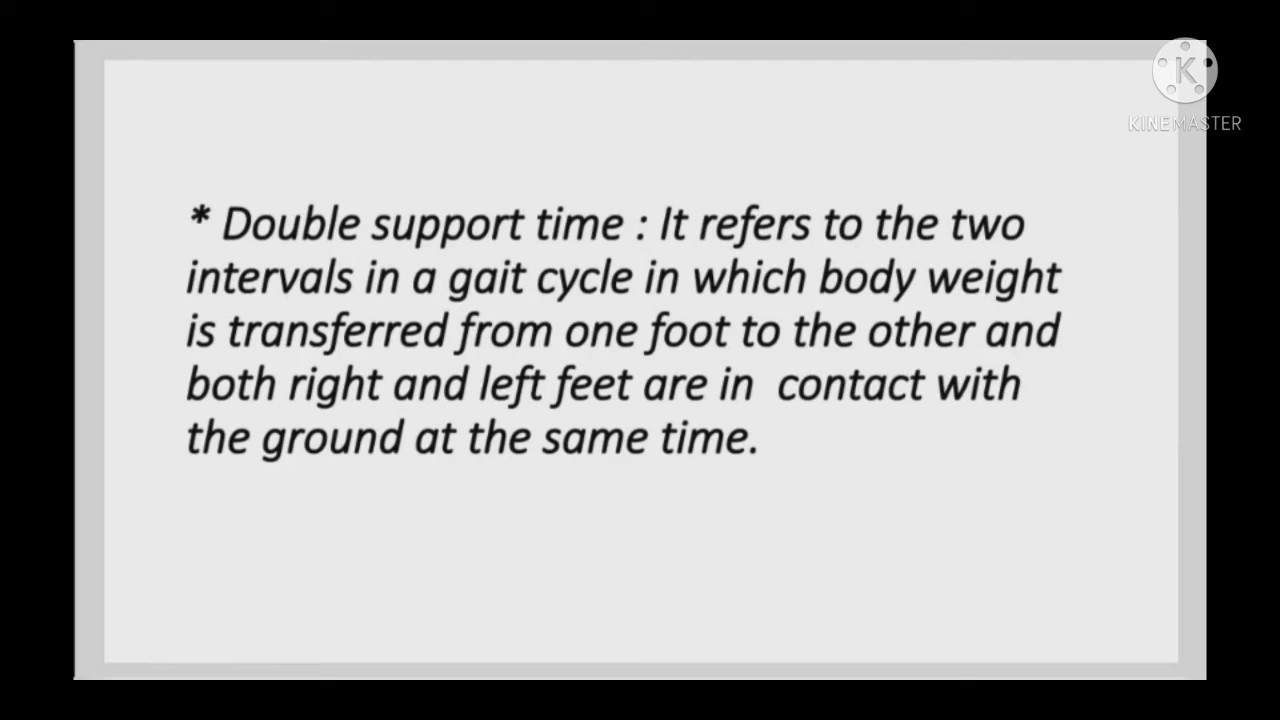 K
KINEMASTER
* Double support time : It refers to the two
intervals in a gait cycle in which body weight
is transferred from one foot to the other and
both right and left feet are in  contact with
the ground at the same time.